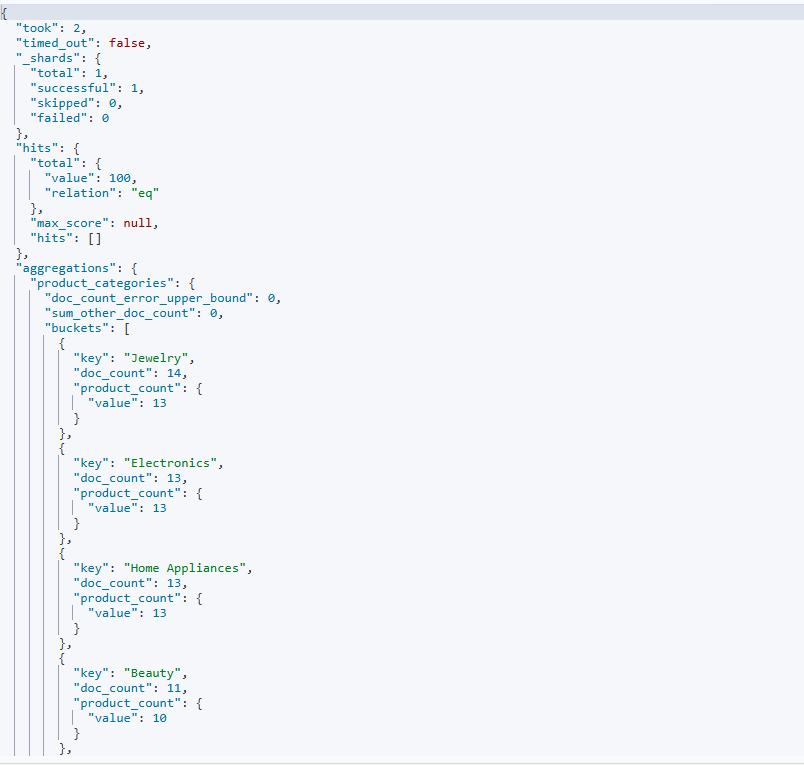 {
  "took": 2,
  "timed_out": false,
  "_shards": {
    "total": 1,
    "successful": 1,
    "skipped": 0,
    "failed": 0
  },
  "hits": {
    "total": {
      "value": 100,
      "relation": "eq"
    },
    "max_score": null,
    "hits": []
  },
  "aggregations": {
    "product_categories": {
      "doc_count_error_upper_bound": 0,
      "sum_other_doc_count": 0,
      "buckets": [
        {
          "key": "Jewelry",
          "doc_count": 14,
          "product_count": {
            "value": 13
          }
        },
        {
          "key": "Electronics",
          "doc_count": 13,
          "product_count": {
            "value": 13
          }
        },
        {
          "key": "Home Appliances",
          "doc_count": 13,
          "product_count": {
            "value": 13
          }
        },
        {
          "key": "Beauty",
          "doc_count": 11,
          "product_count": {
            "value": 10
          }
        },